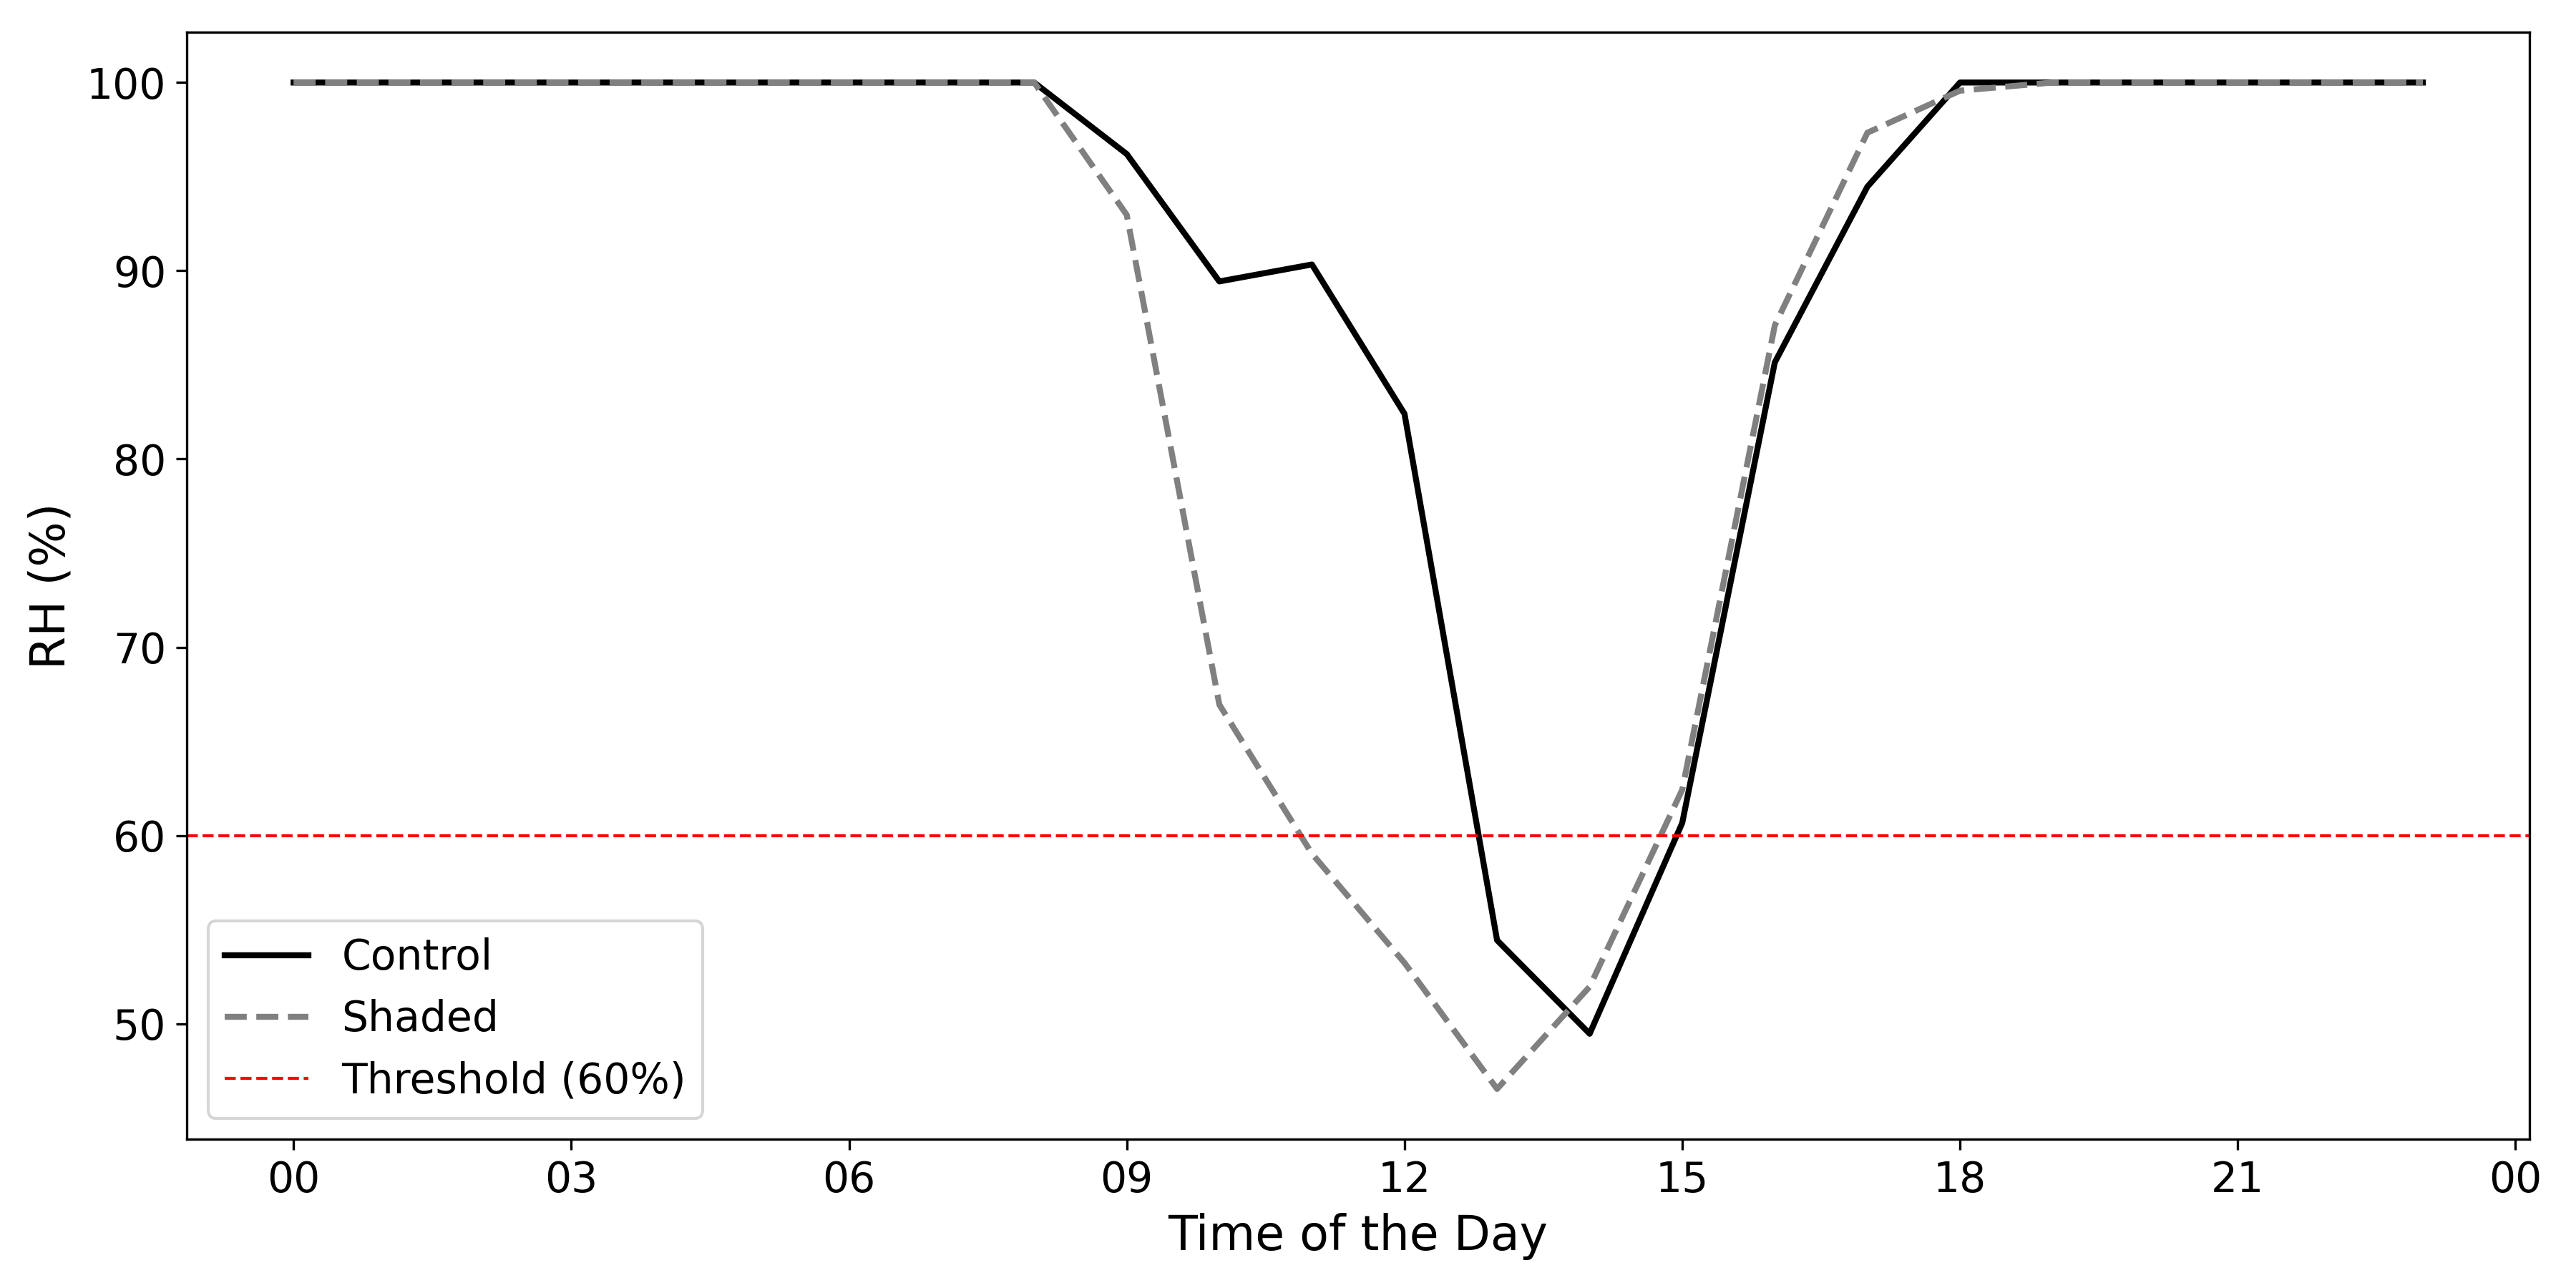 100
90
80
70
60
50
RH (%)
Control
Shaded
Threshold (60%)
00 03 06 09 12 15 18 21 00
Time of the Day